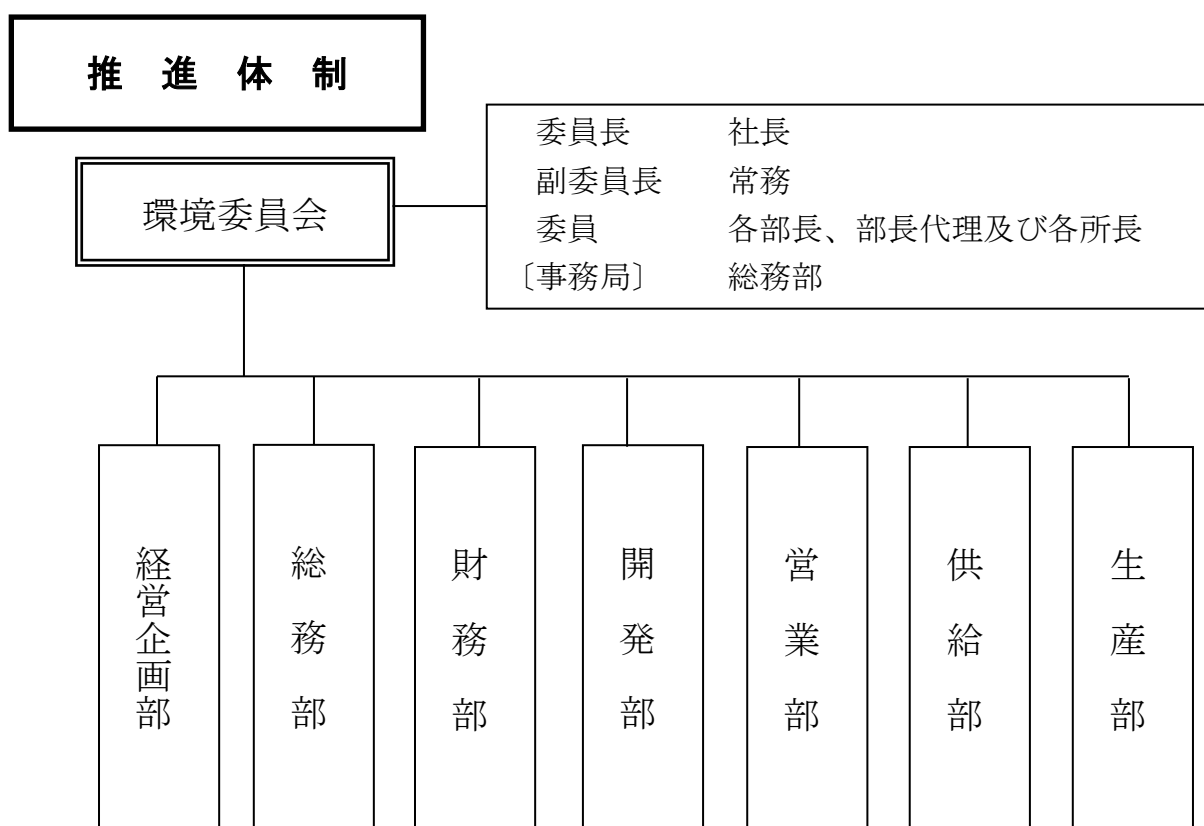 推 進 体 制
環境委員会
委員長 社長
副委員長 常務
委員 各部長、部長代理及び各所長
〔事務局〕 総務部
経営企画部
総務部
財務部
開発部
営業部
供給部
生産部